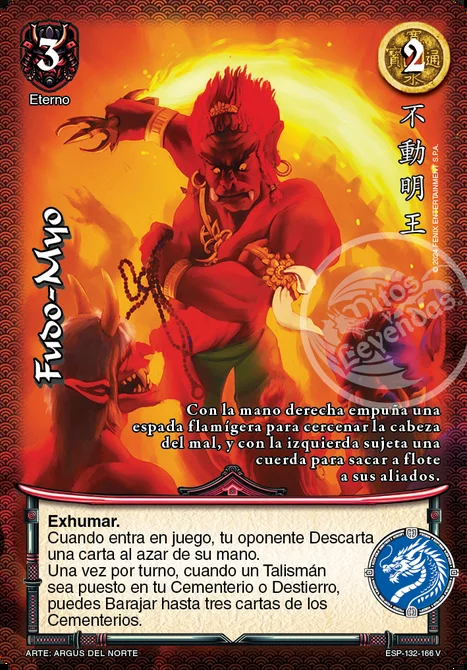 3
Eterno
2
不動明王
© 2024 FENIX ENTERTAINMENT S.P.A.
Fudo-Myo
Mitos y
Leyendas
Con la mano derecha empuña una
espada flamígera para cercenar la cabeza
del mal, y con la izquierda sujeta una
cuerda para sacar a flote
a sus aliados.
Exhumar.
Cuando entra en juego, tu oponente Descarta
una carta al azar de su mano.
Una vez por turno, cuando un Talismán
sea puesto en tu Cementerio o Destierro,
puedes Barajar hasta tres cartas de los
Cementerios.
ARTE: ARGUS DEL NORTE
ESP-132-166 V